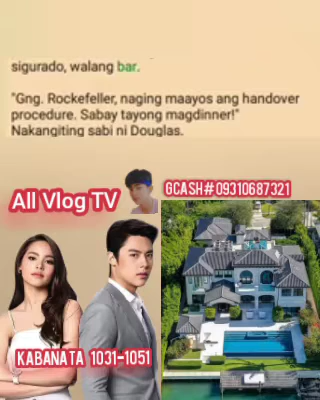 sigurado, walang bar.
"Gng. Rockefeller, naging maayos ang handover
procedure. Sabay tayong magdinner!"
Nakangiting sabi ni Douglas.
GCASH# 09310687321
All Vlog TV
KABANATA 1031-1051